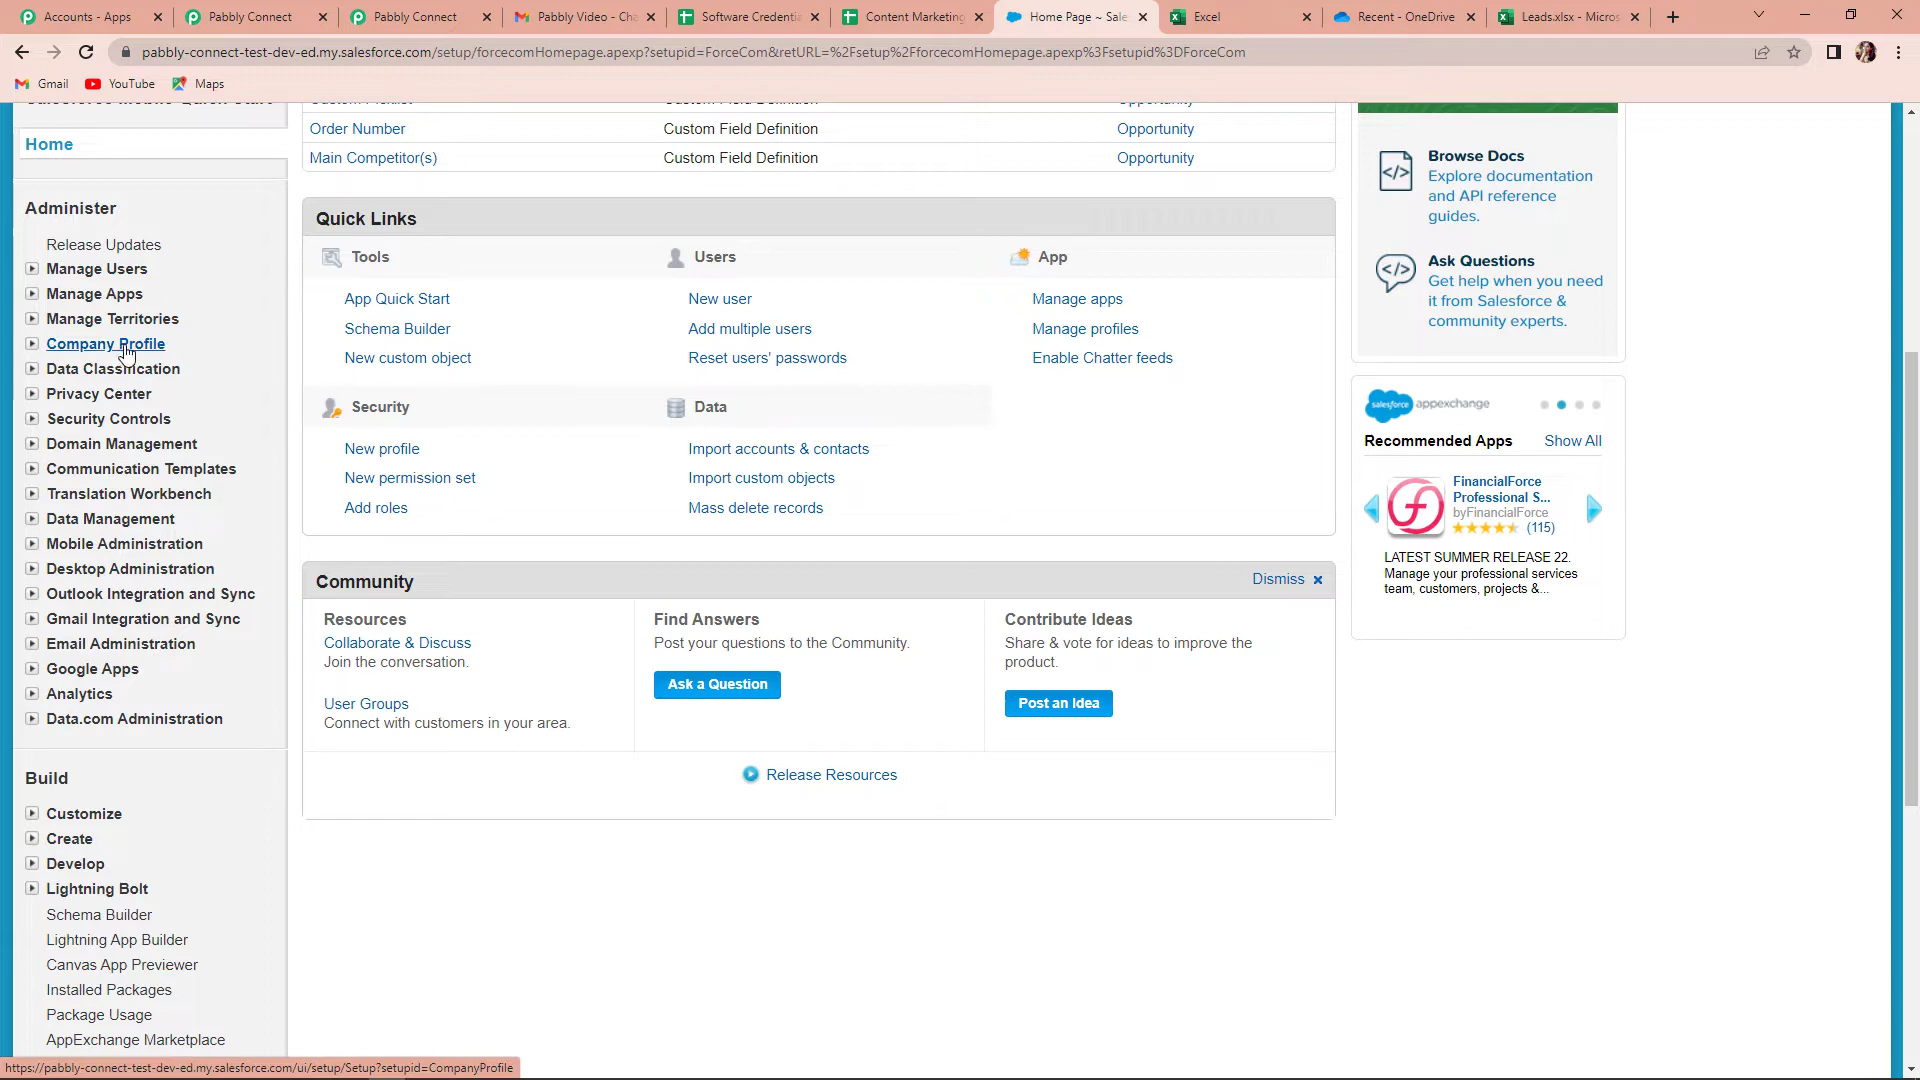 Accounts - Apps
Pabbly Connect
Pabbly Connect
Pabbly Video - Cha
Software Credentia
Content Marketing
Home Page ~ Sale
Excel
Recent - OneDrive
Leads.xlsx - Micros
pabbly-connect-test-dev-ed.my.salesforce.com/setup/forcecomHomepage.apexp?setupid=ForceCom&retURL=%2Fsetup%2FforcecomHomepage.apexp%3Fsetupid%3DForceCom
Gmail
YouTube
Maps
Salesforce Mobile Quick Start
Home
Administer
Release Updates
Manage Users
Manage Apps
Manage Territories
Company Profile
Data Classification
Privacy Center
Security Controls
Domain Management
Communication Templates
Translation Workbench
Data Management
Mobile Administration
Desktop Administration
Outlook Integration and Sync
Gmail Integration and Sync
Email Administration
Google Apps
Analytics
Data.com Administration
Build
Customize
Create
Develop
Lightning Bolt
Schema Builder
Lightning App Builder
Canvas App Previewer
Installed Packages
Package Usage
AppExchange Marketplace
https://pabbly-connect-test-dev-ed.my.salesforce.com/ui/setup/Setup?setupid=CompanyProfile
Custom Field Definition Opportunity
Order Number Custom Field Definition Opportunity
Main Competitor(s) Custom Field Definition Opportunity
Quick Links
Tools
App Quick Start
Schema Builder
New custom object
Users
New user
Add multiple users
Reset users' passwords
App
Manage apps
Manage profiles
Enable Chatter feeds
Security
New profile
New permission set
Add roles
Data
Import accounts & contacts
Import custom objects
Mass delete records
Community
Dismiss
Resources
Collaborate & Discuss
Join the conversation.
User Groups
Connect with customers in your area.
Find Answers
Post your questions to the Community.
Ask a Question
Contribute Ideas
Share & vote for ideas to improve the
product.
Post an Idea
Release Resources
Browse Docs
Explore documentation
and API reference
guides.
Ask Questions
Get help when you need
it from Salesforce &
community experts.
salesforce appexchange
Recommended Apps Show All
FinancialForce
Professional S...
byFinancialForce
(115)
LATEST SUMMER RELEASE 22.
Manage your professional services
team, customers, projects &...